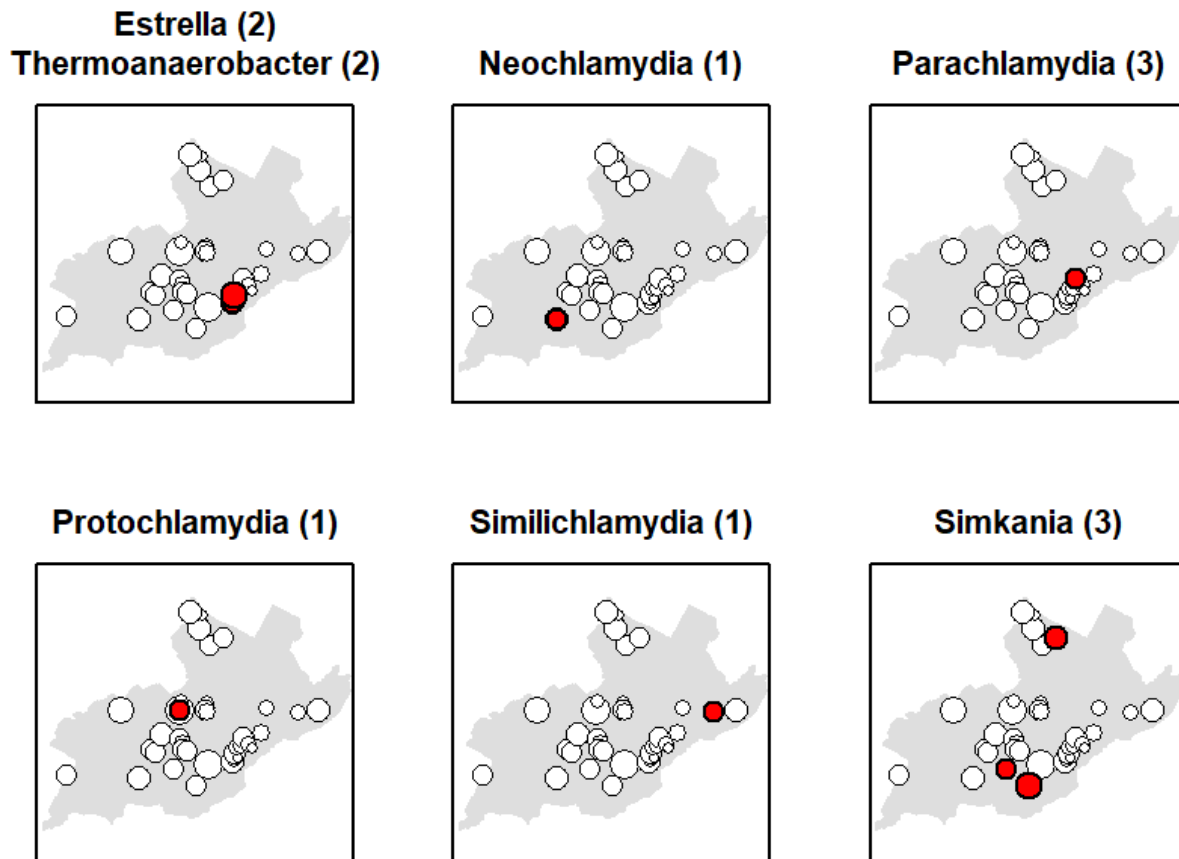 Estrella (2)
Thermoanaerobacter (2)
Neochlamydia (1)
Parachlamydia (3)
Protochlamydia (1)
Similichlamydia (1)
Simkania (3)